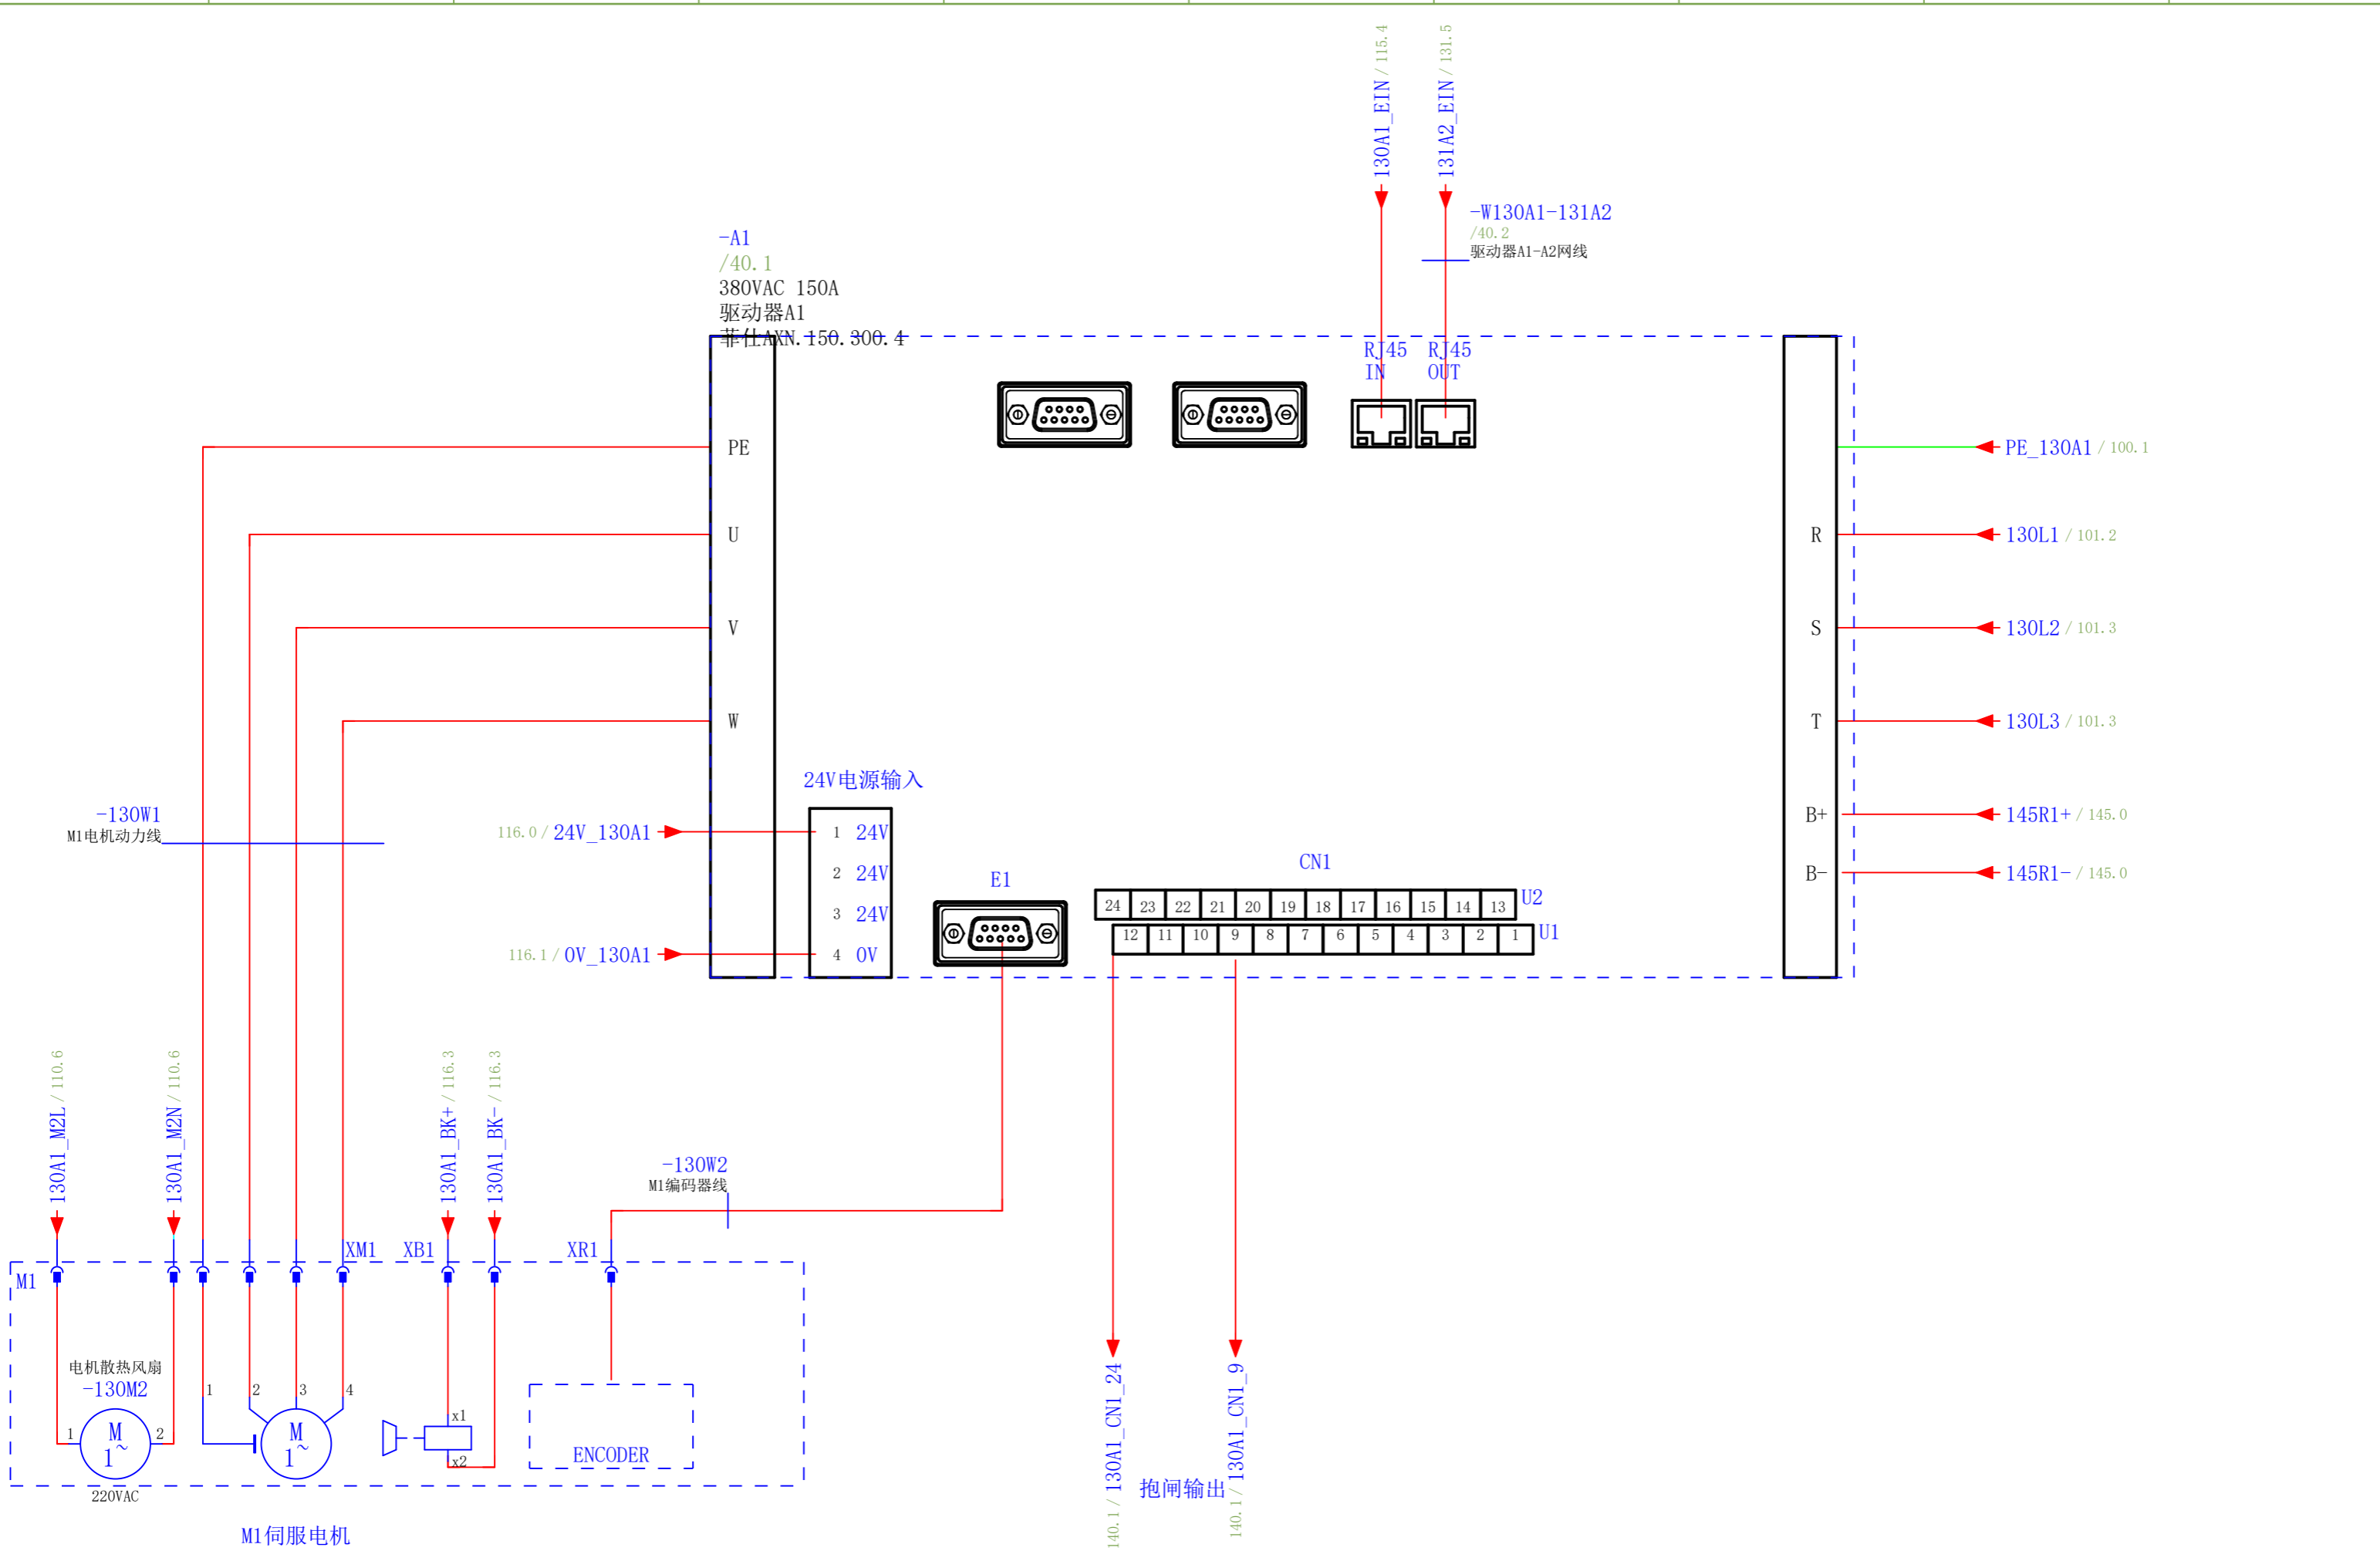 130A1_EIN / 115.4
131A2_EIN / 131.5
-W130A1-131A2
/40.2
驱动器A1-A2网线
-A1
/40.1
380VAC 150A
驱动器A1
菲仕AXN.150.300.4
RJ45
IN
RJ45
OUT
PE
U
V
W
PE_130A1 / 100.1
R
130L1 / 101.2
S
130L2 / 101.3
T
130L3 / 101.3
B+
145R1+ / 145.0
B-
145R1- / 145.0
-130W1
M1电机动力线
24V电源输入
116.0 / 24V_130A1
1 24V
2 24V
3 24V
4 0V
116.1 / 0V_130A1
E1
CN1
24 23 22 21 20 19 18 17 16 15 14 13 U2
12 11 10 9 8 7 6 5 4 3 2 1 U1
130A1_M2L / 110.6
130A1_M2N / 110.6
130A1_BK+ / 116.3
130A1_BK- / 116.3
-130W2
M1编码器线
XM1
XB1
XR1
M1
电机散热风扇
-130M2
1
M
1~
2
220VAC
1
2
3
4
M
1~
x1
x2
ENCODER
M1伺服电机
140.1 / 130A1_CN1_24
抱闸输出
140.1 / 130A1_CN1_9